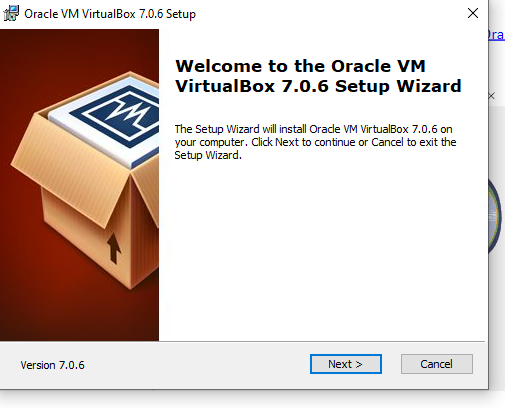 Oracle VM VirtualBox 7.0.6 Setup
Welcome to the Oracle VM
VirtualBox 7.0.6 Setup Wizard
The Setup Wizard will install Oracle VM VirtualBox 7.0.6 on
your computer. Click Next to continue or Cancel to exit the
Setup Wizard.
VM
Version 7.0.6
Next >
Cancel